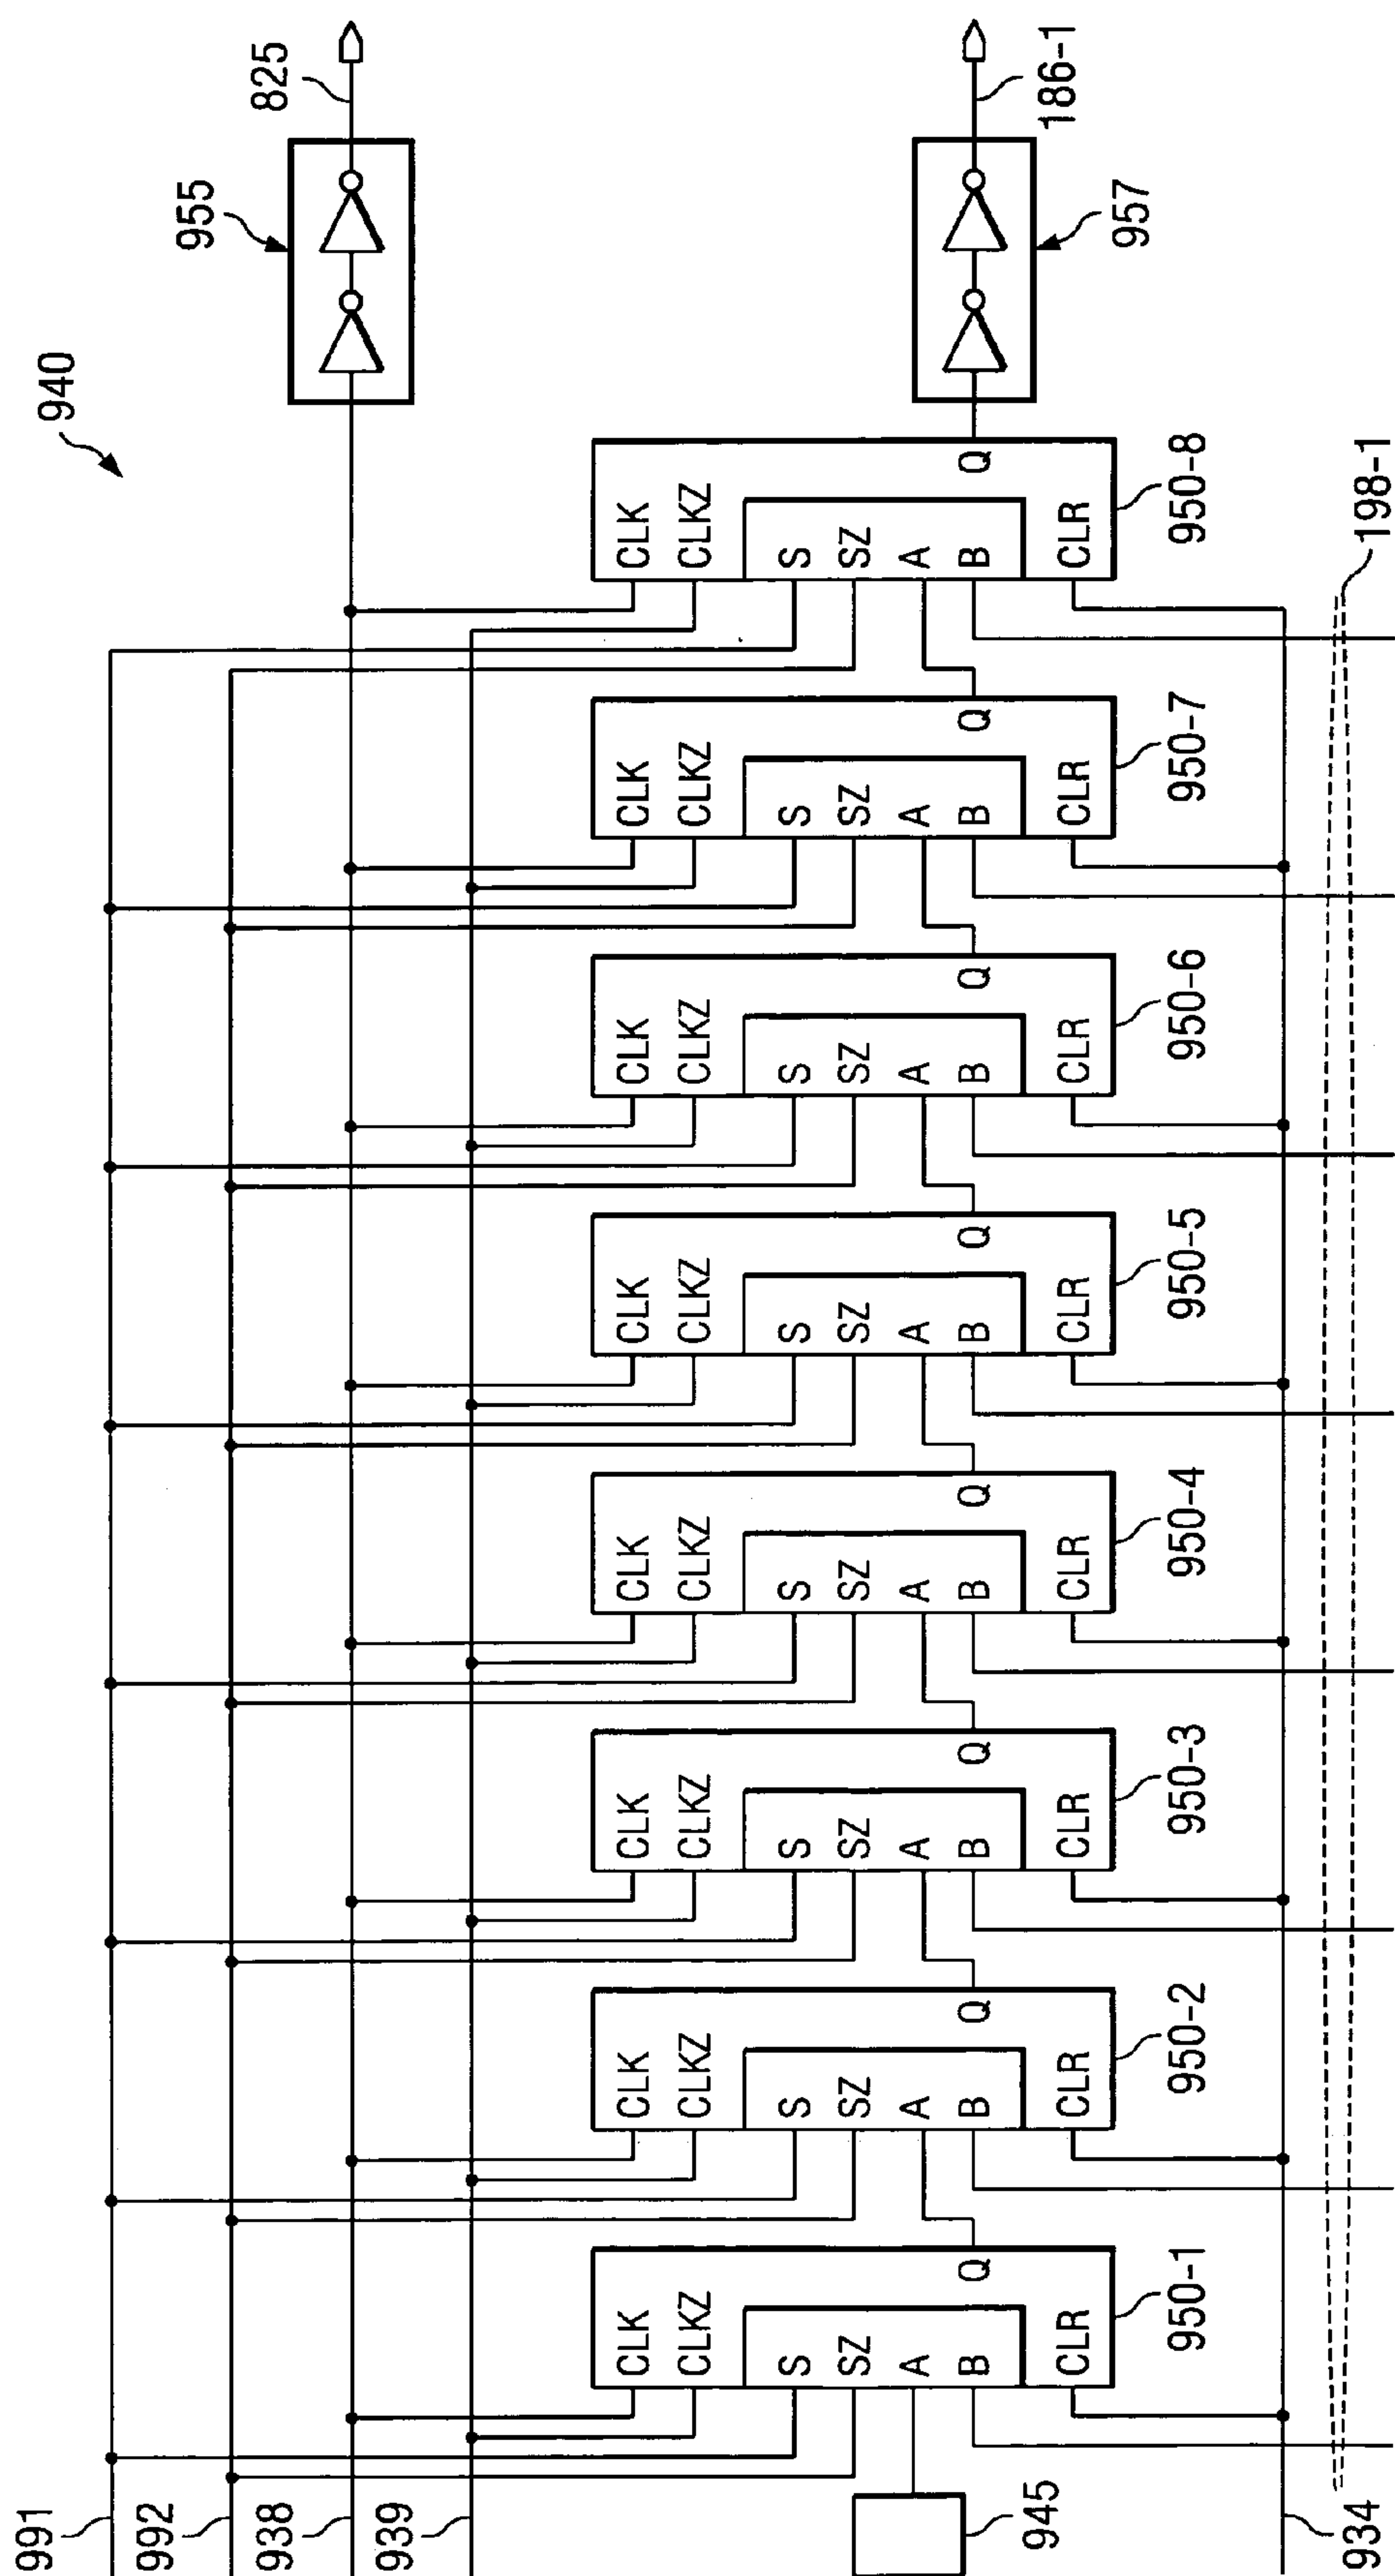 940
991
992
938
939
945
934
955
825
957
186-1
198-1
CLK
CLKZ
S
SZ
A
B
CLR
Q
950-1
CLK
CLKZ
S
SZ
A
B
CLR
Q
950-2
CLK
CLKZ
S
SZ
A
B
CLR
Q
950-3
CLK
CLKZ
S
SZ
A
B
CLR
Q
950-4
CLK
CLKZ
S
SZ
A
B
CLR
Q
950-5
CLK
CLKZ
S
SZ
A
B
CLR
Q
950-6
CLK
CLKZ
S
SZ
A
B
CLR
Q
950-7
CLK
CLKZ
S
SZ
A
B
CLR
Q
950-8